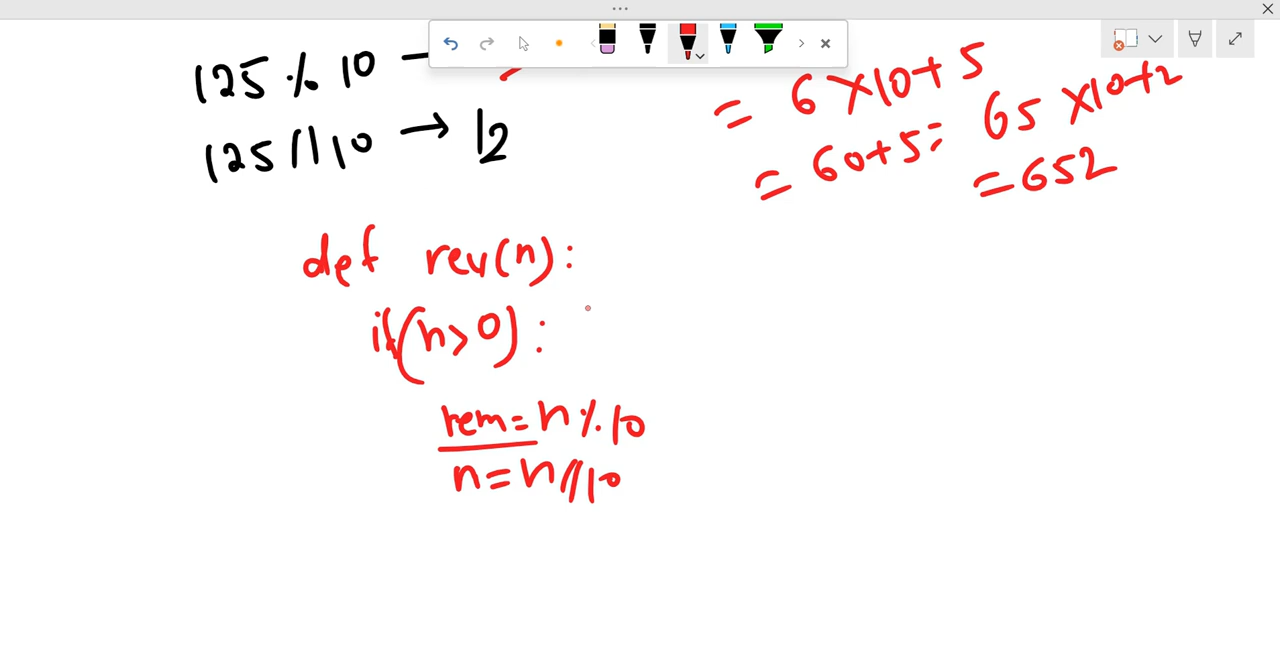 125 % 10 →
125 // 10 → 12
= 6 × 10 + 5
= 60 + 5 = 65 × 10 + 2
= 652
def rev(n):
if(n>0):
rem = n % 10
n = n // 10